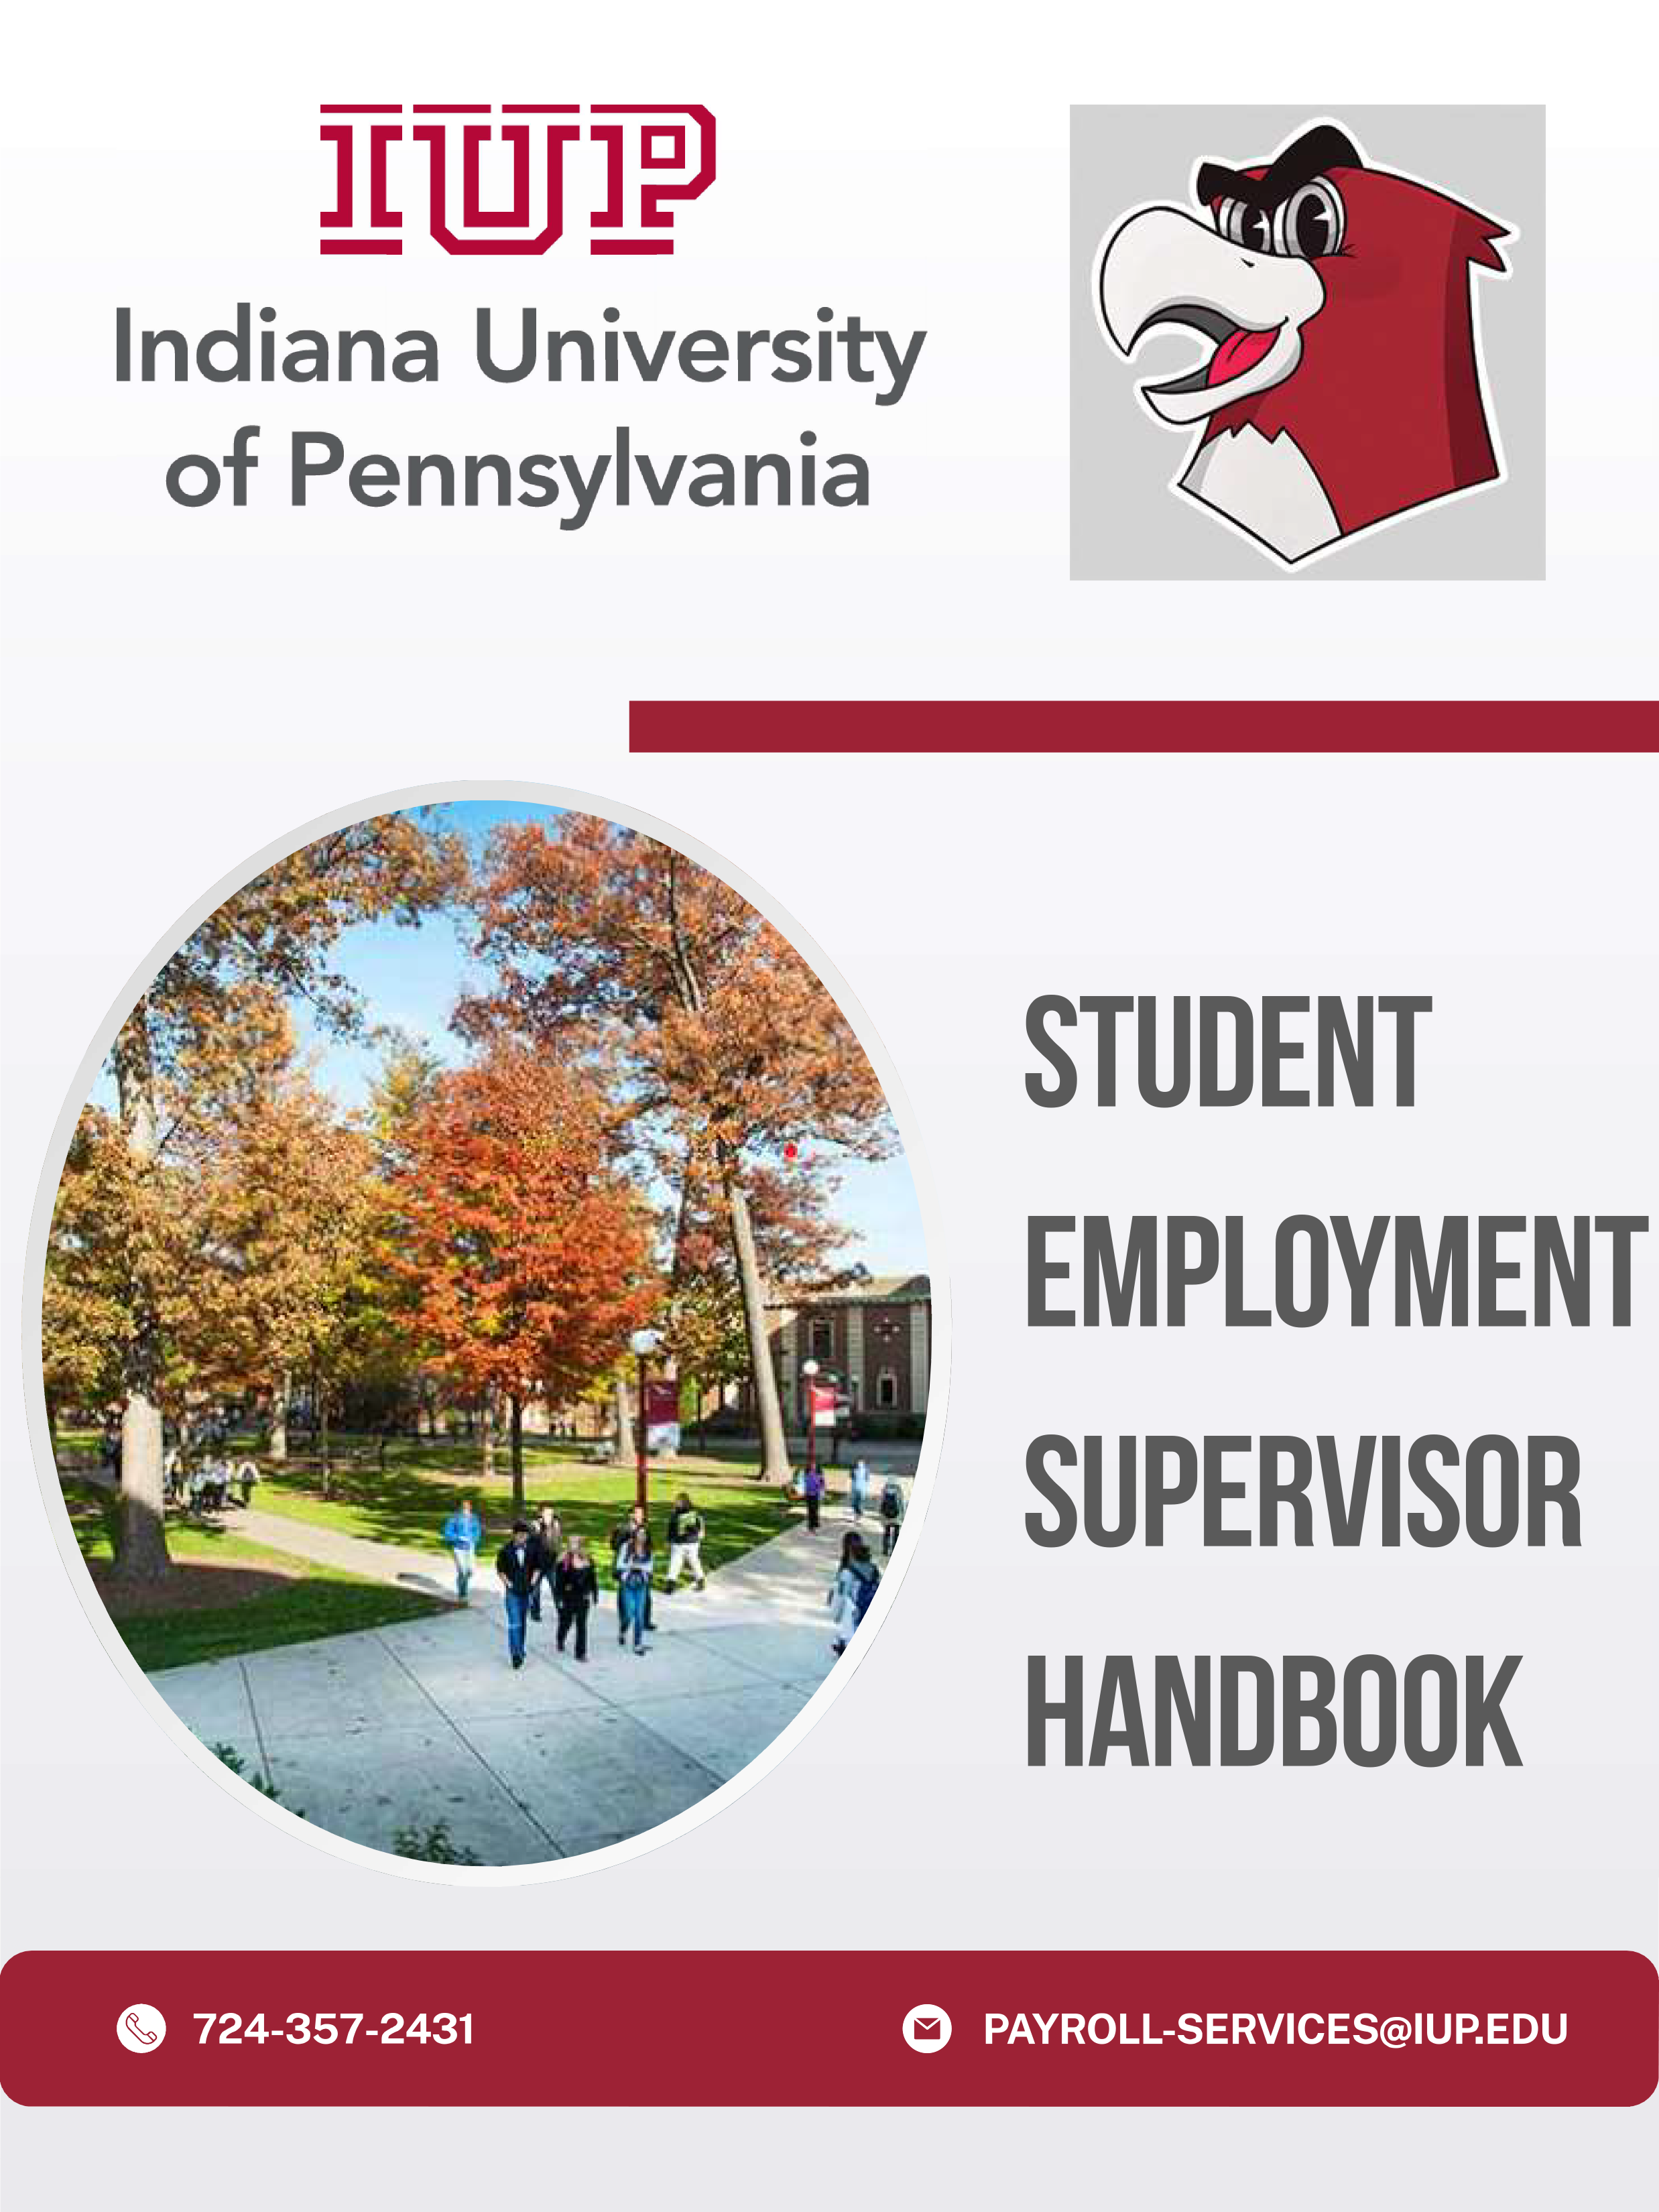 IUP
Indiana University
of Pennsylvania
STUDENT
EMPLOYMENT
SUPERVISOR
HANDBOOK
724-357-2431
PAYROLL-SERVICES@IUP.EDU